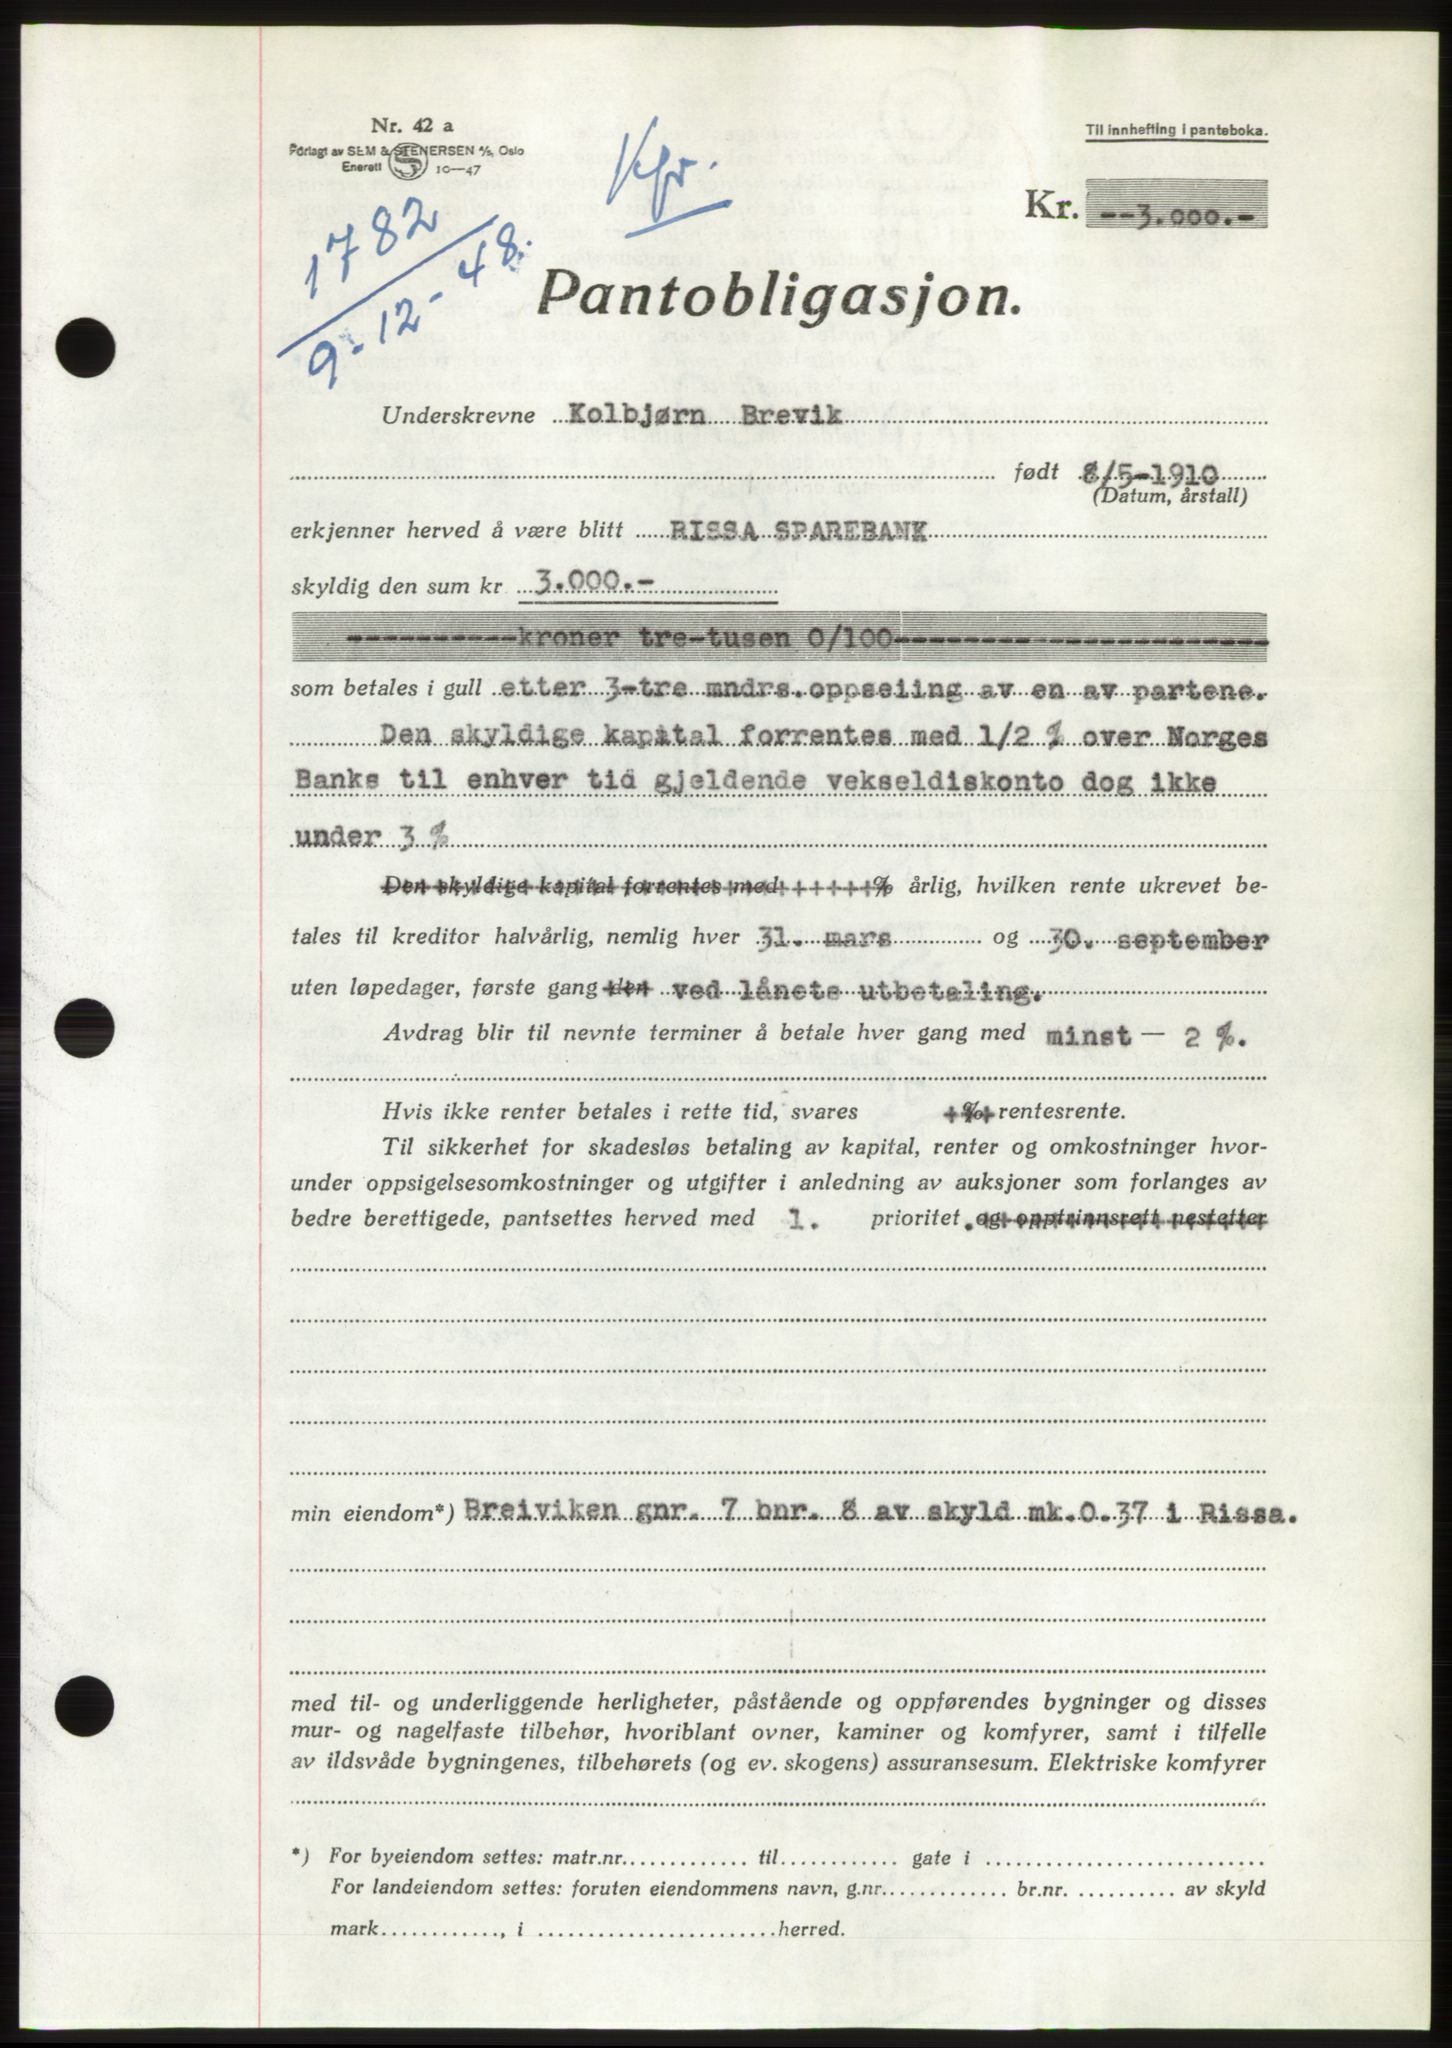 Nr. 42 a
Forlagt av SEM & STENERSEN A/S, Oslo
Enerett 10—47
Til innhefting i panteboka.
Kfr.
Kr. --3.000.-
1782
9-12-48.
Pantobligasjon.
Underskrevne Kolbjørn Brevik
født 8/5-1910
(Datum, årstall)
erkjenner herved å være blitt RISSA SPAREBANK
skyldig den sum kr 3.000.-
----------kroner tre-tusen 0/100----------------------
som betales i gull etter 3-tre mndrs.oppseiing av en av partene.
Den skyldige kapital forrentes med 1/2 % over Norges
Banks til enhver tid gjeldende vekseldiskonto dog ikke
under 3 %
Den skyldige kapital forrentes med +++++% årlig, hvilken rente ukrevet be-
tales til kreditor halvårlig, nemlig hver 31. mars og 30. september
uten løpedager, første gang den ved lånets utbetaling.
Avdrag blir til nevnte terminer å betale hver gang med minst — 2 %.
Hvis ikke renter betales i rette tid, svares +%+ rentesrente.
Til sikkerhet for skadesløs betaling av kapital, renter og omkostninger hvor-
under oppsigelsesomkostninger og utgifter i anledning av auksjoner som forlanges av
bedre berettigede, pantsettes herved med 1. prioritet . og opptrinnsrett nestetter
min eiendom*) Breiviken gnr. 7 bnr. 8 av skyld mk.0.37 i Rissa.
med til- og underliggende herligheter, påstående og oppførendes bygninger og disses
mur- og nagelfaste tilbehør, hvoriblant ovner, kaminer og komfyrer, samt i tilfelle
av ildsvåde bygningenes, tilbehørets (og ev. skogens) assuransesum. Elektriske komfyrer
*) For byeiendom settes: matr.nr............. til............ gate i ............................
For landeiendom settes: foruten eiendommens navn, g.nr............. br.nr. .......... av skyld
mark............, i ........................herred.